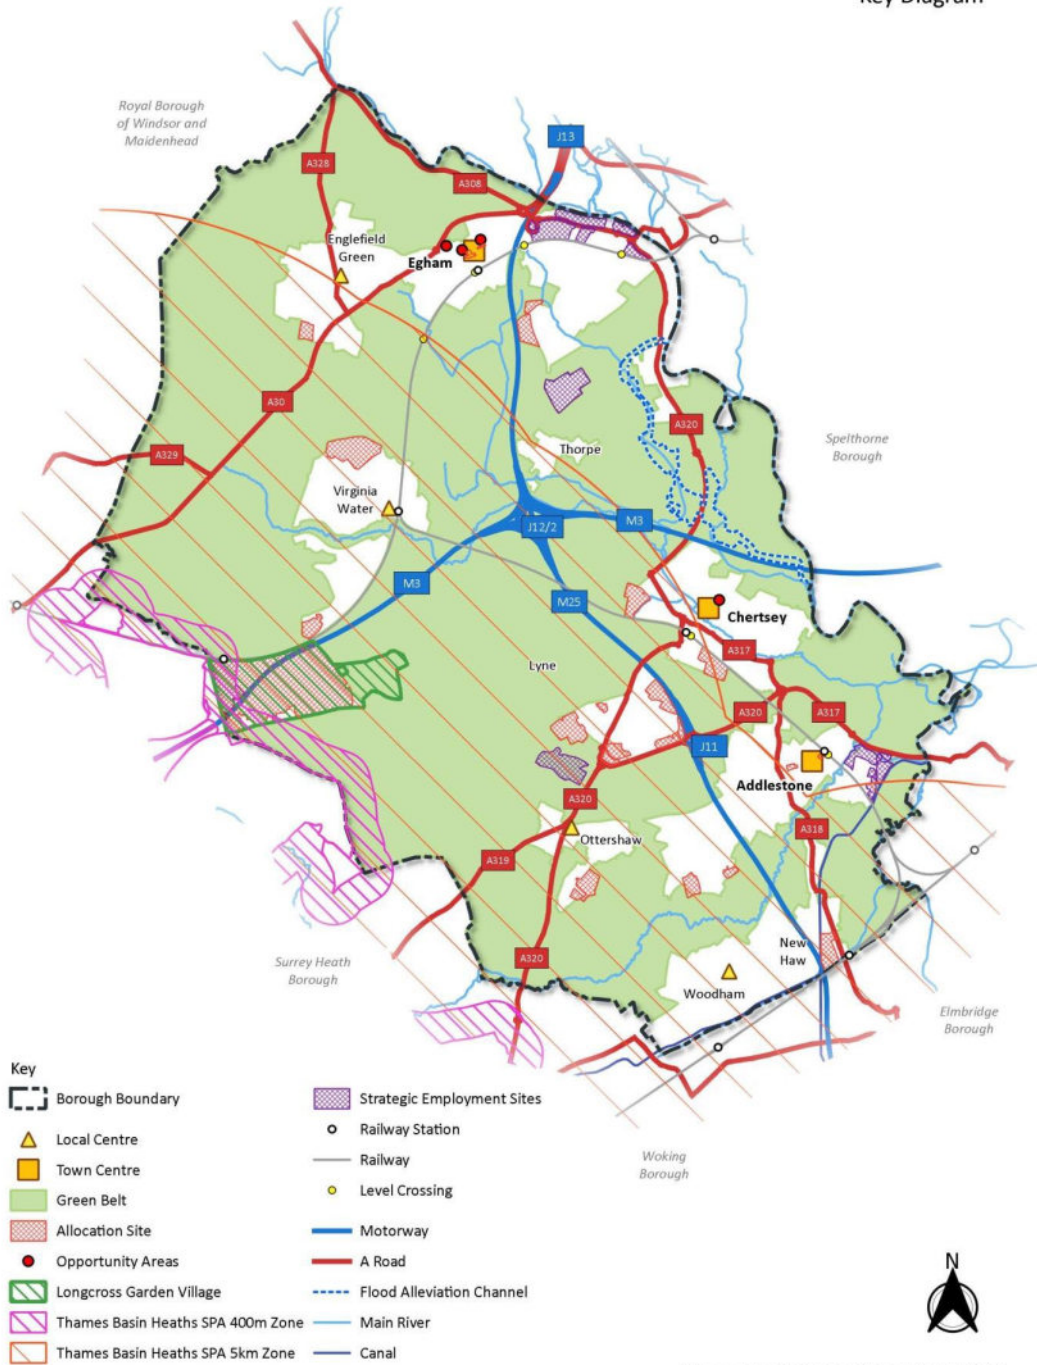 Key Diagram
Royal Borough
of Windsor and
Maidenhead
J13
A328
A308
Englefield
Green
Egham
A30
A320
A329
Thorpe
Spelthorne
Borough
Virginia
Water
J12/2
M3
M3
M25
Chertsey
A317
Lyne
A320
A317
J11
Addlestone
A320
A318
Ottershaw
A319
A320
New
Haw
Surrey Heath
Borough
Woodham
Elmbridge
Borough
Woking
Borough
Key
Borough Boundary
Local Centre
Town Centre
Green Belt
Allocation Site
Opportunity Areas
Longcross Garden Village
Thames Basin Heaths SPA 400m Zone
Thames Basin Heaths SPA 5km Zone
Strategic Employment Sites
Railway Station
Railway
Level Crossing
Motorway
A Road
Flood Alleviation Channel
Main River
Canal
N